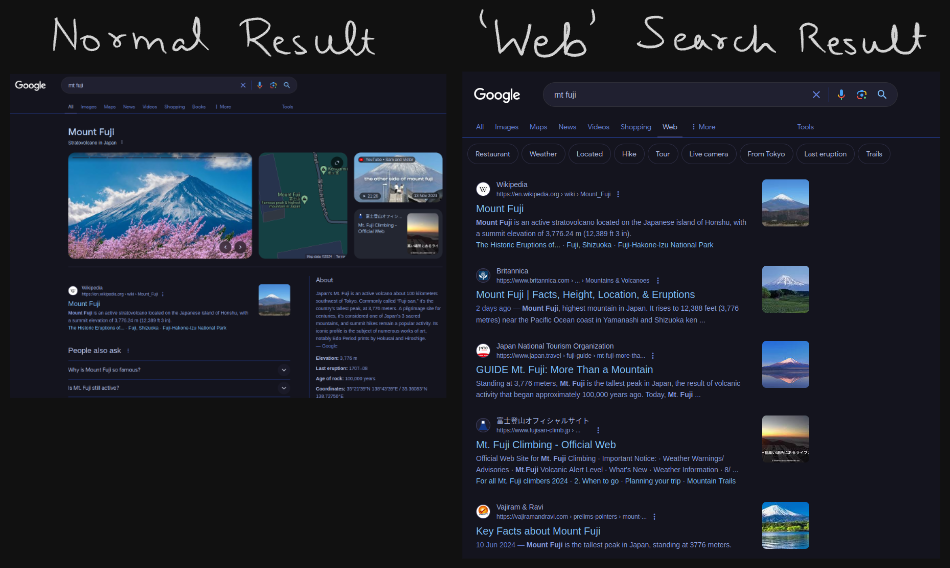 Normal Result
'Web' Search Result
Google
mt fuji
All Images Maps News Videos Shopping Books ⋮ More Tools
Mount Fuji
Stratovolcano in Japan
YouTube •
the other side of mount fuji
Mount Fuji
富士登山オフィ...
Mt. Fuji Climbing - Official Web
Wikipedia
https://en.wikipedia.org › wiki › Mount_Fuji
Mount Fuji
Mount Fuji is an active stratovolcano located on the Japanese island of Honshu, with
a summit elevation of 3,776.24 m (12,389 ft 3 in).
The Historic Eruptions of... · Fuji, Shizuoka · Fuji-Hakone-Izu National Park
People also ask
Why is Mount Fuji so famous?
Is Mt Fuji still active?
About
Japan's Mt. Fuji is an active volcano about 100 kilometers
southwest of Tokyo. Commonly called "Fuji-san," it's the
country's tallest peak, at 3,776 meters. A pilgrimage site for
centuries, it's considered one of Japan's 3 sacred
mountains, and summit hikes remain a popular activity. Its
iconic profile is the subject of numerous works of art,
notably Edo Period prints by Hokusai and Hiroshige.
— Google
Elevation: 3,776 m
Last eruption: 1707–08
Age of rock: 100,000 years
Google
mt fuji
All Images Maps News Videos Shopping Web ⋮ More Tools
Restaurant Weather Located Hike Tour Live camera From Tokyo Last eruption Trails
Wikipedia
https://en.wikipedia.org › wiki › Mount_Fuji
Mount Fuji
Mount Fuji is an active stratovolcano located on the Japanese island of Honshu, with
a summit elevation of 3,776.24 m (12,389 ft 3 in).
The Historic Eruptions of... · Fuji, Shizuoka · Fuji-Hakone-Izu National Park
Britannica
https://www.britannica.com › ... › Mountains & Volcanoes
Mount Fuji | Facts, Height, Location, & Eruptions
2 days ago — Mount Fuji, highest mountain in Japan. It rises to 12,388 feet (3,776
metres) near the Pacific Ocean coast in Yamanashi and Shizuoka ken ...
Japan National Tourism Organization
https://www.japan.travel › fuji-guide › mt-fuji-more-tha...
GUIDE Mt. Fuji: More Than a Mountain
Standing at 3,776 meters, Mt. Fuji is the tallest peak in Japan, the result of volcanic
activity that began approximately 100,000 years ago. Today, Mt. Fuji ...
富士登山オフィシャルサイト
https://www.fujisan-climb.jp › ...
Mt. Fuji Climbing - Official Web
Official Web Site for Mt. Fuji Climbing · Important Notice: · Weather Warnings/
Advisories · Mt.Fuji Volcanic Alert Level · What's New · Weather Information · 8/ ...
For all Mt. Fuji climbers 2024 · 2. When to go · Planning your trip · Mountain Trails
Vajiram & Ravi
https://vajiramandravi.com › prelims-pointers › mount-...
Key Facts about Mount Fuji
10 Jun 2024 — Mount Fuji is the tallest peak in Japan, standing at 3776 meters.